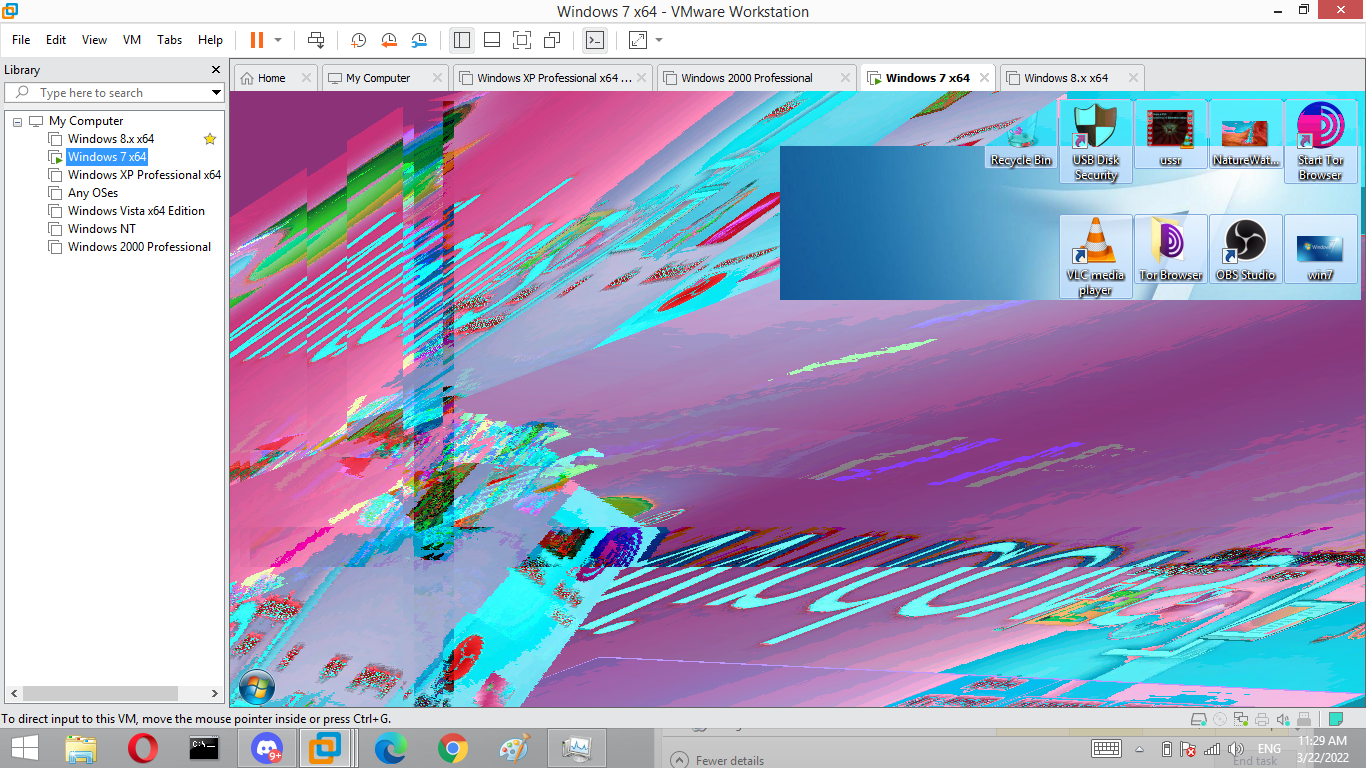 Windows 7 x64 - VMware Workstation
File Edit View VM Tabs Help
Library
Type here to search
My Computer
Windows 8.x x64
Windows 7 x64
Windows XP Professional x64
Any OSes
Windows Vista x64 Edition
Windows NT
Windows 2000 Professional
Home
My Computer
Windows XP Professional x64 ...
Windows 2000 Professional
Windows 7 x64
Windows 8.x x64
Recycle Bin
USB Disk
Security
ussr
NatureWat...
Start Tor
Browser
VLC media
player
Tor Browser
OBS Studio
win7
To direct input to this VM, move the mouse pointer inside or press Ctrl+G.
C:\_
9+
Fewer details
ENG
11:29 AM
End task
3/22/2022